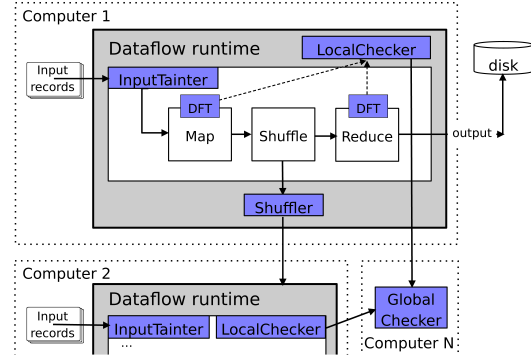 Computer 1
Dataflow runtime
LocalChecker
disk
Input
records
InputTainter
DFT
DFT
Map
Shuffle
Reduce
output
Shuffler
Computer 2
Dataflow runtime
Input
records
InputTainter
LocalChecker
...
Global
Checker
Computer N